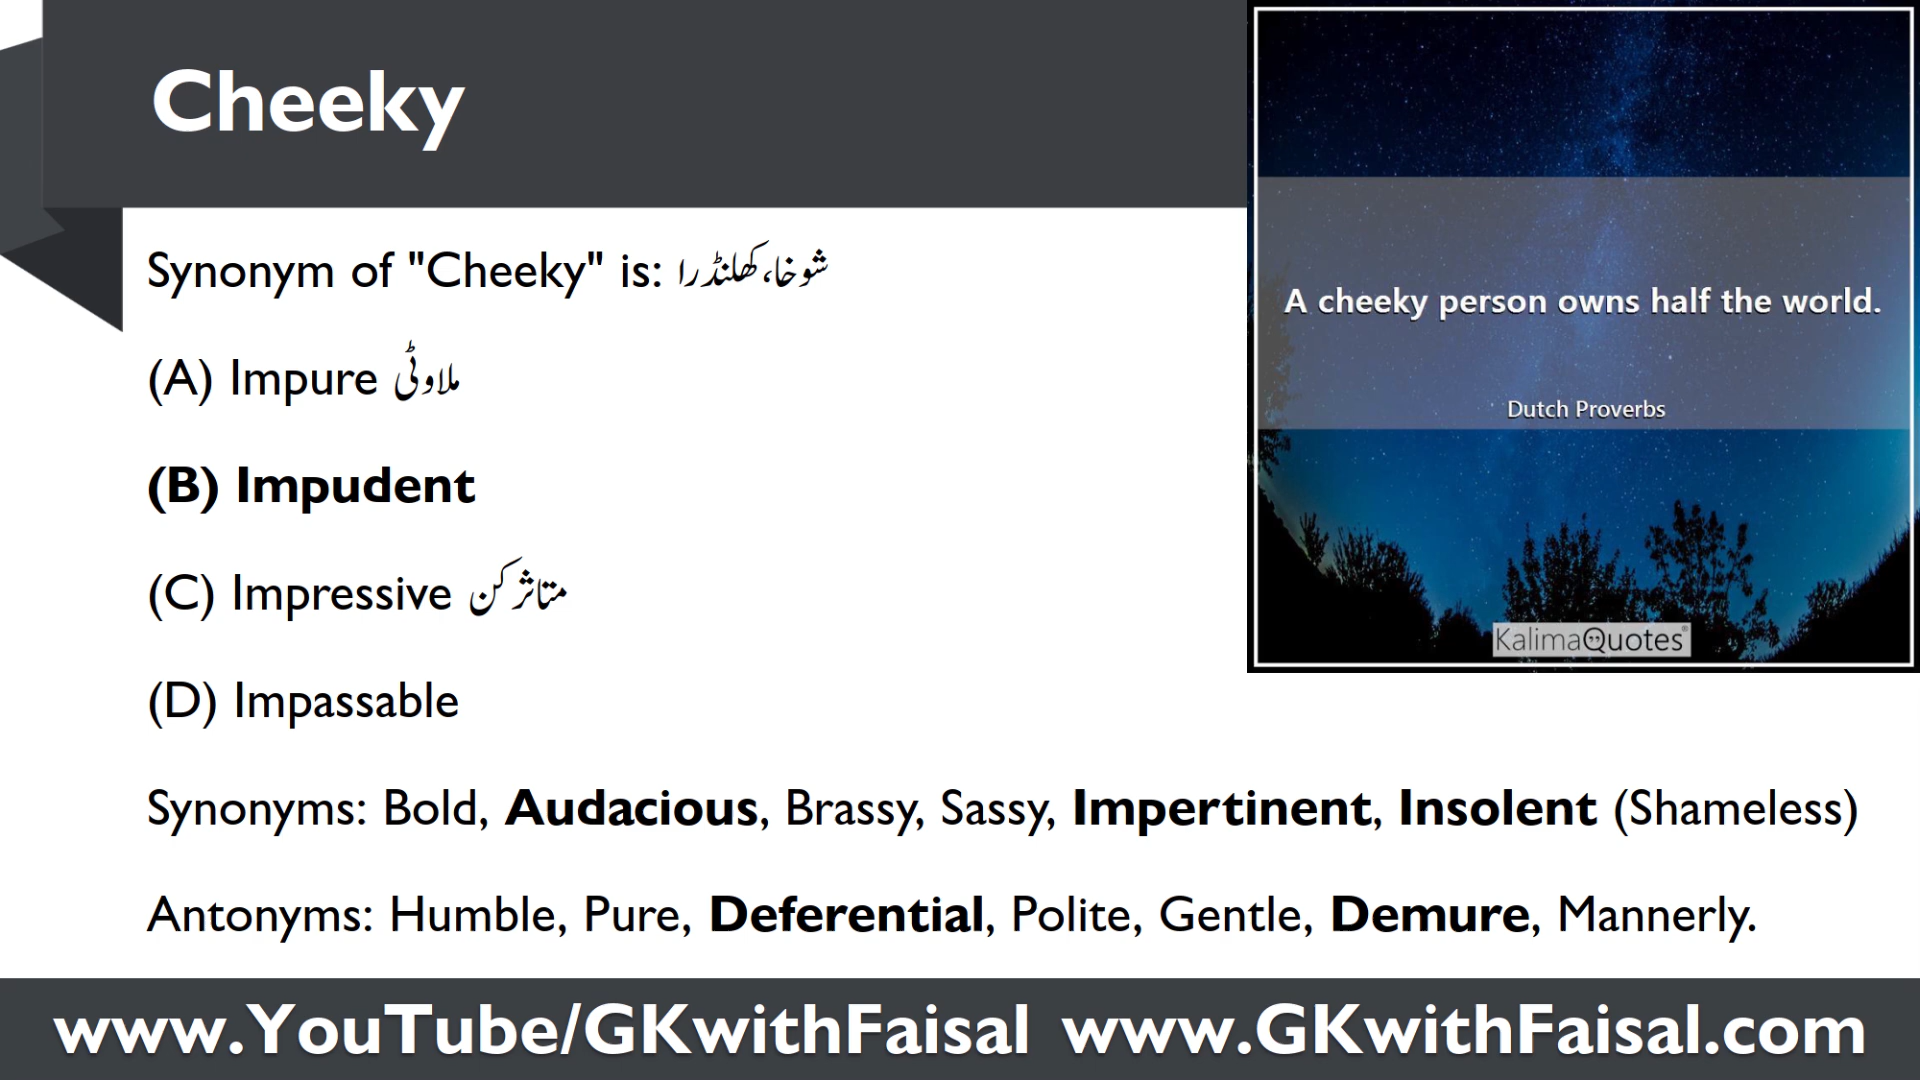 Cheeky
Synonym of "Cheeky" is: شوخا، کھلنڈرا
(A) Impure ملاوٹی
(B) Impudent
(C) Impressive متاثر کن
(D) Impassable
Synonyms: Bold, Audacious, Brassy, Sassy, Impertinent, Insolent (Shameless)
Antonyms: Humble, Pure, Deferential, Polite, Gentle, Demure, Mannerly.
A cheeky person owns half the world.
Dutch Proverbs
KalimaQuotes®
www.YouTube/GKwithFaisal www.GKwithFaisal.com